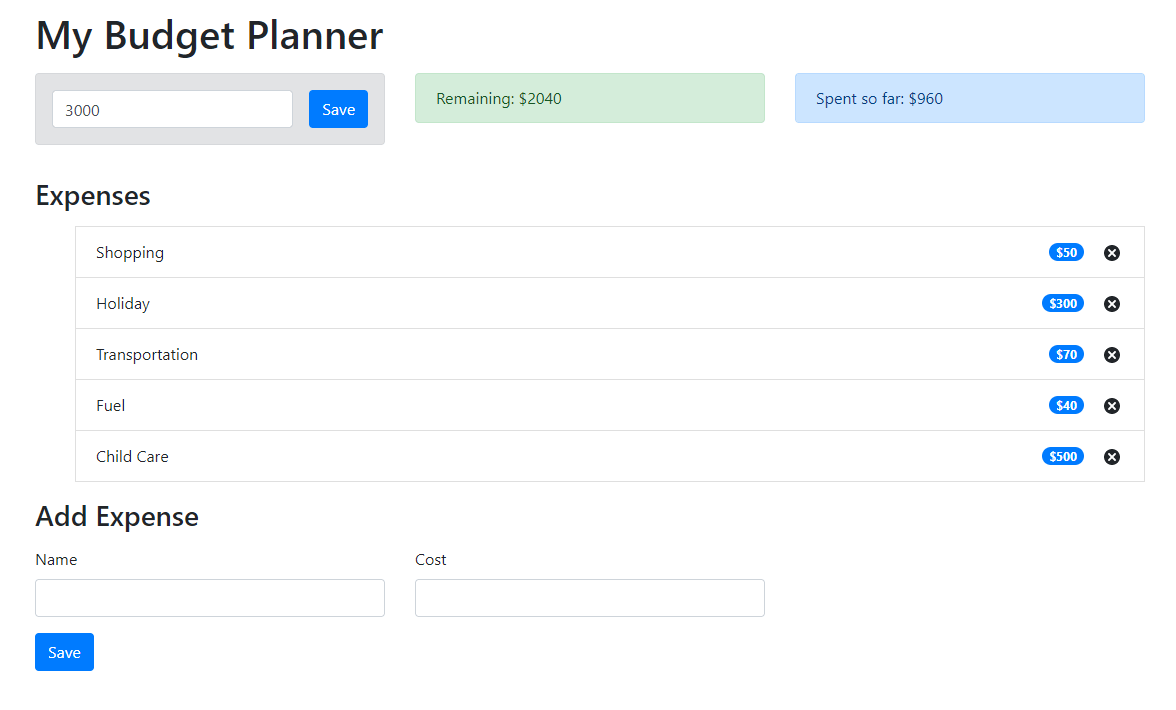 My Budget Planner
3000
Save
Remaining: $2040
Spent so far: $960
Expenses
Shopping $50
Holiday $300
Transportation $70
Fuel $40
Child Care $500
Add Expense
Name Cost
Save